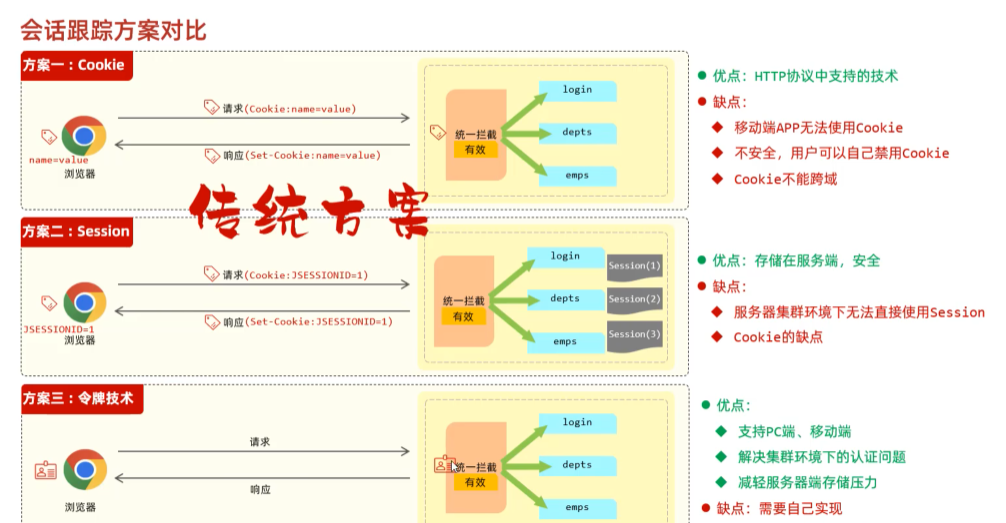 会话跟踪方案对比
方案一：Cookie
请求(Cookie:name=value)
响应(Set-Cookie:name=value)
name=value
浏览器
统一拦截
有效
login
depts
emps
优点：HTTP协议中支持的技术
缺点：
移动端APP无法使用Cookie
不安全，用户可以自己禁用Cookie
Cookie不能跨域
传统方案
方案二：Session
请求(Cookie:JSESSIONID=1)
响应(Set-Cookie:JSESSIONID=1)
JSESSIONID=1
浏览器
统一拦截
有效
login
depts
emps
Session(1)
Session(2)
Session(3)
优点：存储在服务端，安全
缺点：
服务器集群环境下无法直接使用Session
Cookie的缺点
方案三：令牌技术
请求
响应
浏览器
统一拦截
有效
login
depts
emps
优点：
支持PC端、移动端
解决集群环境下的认证问题
减轻服务器端存储压力
缺点：需要自己实现